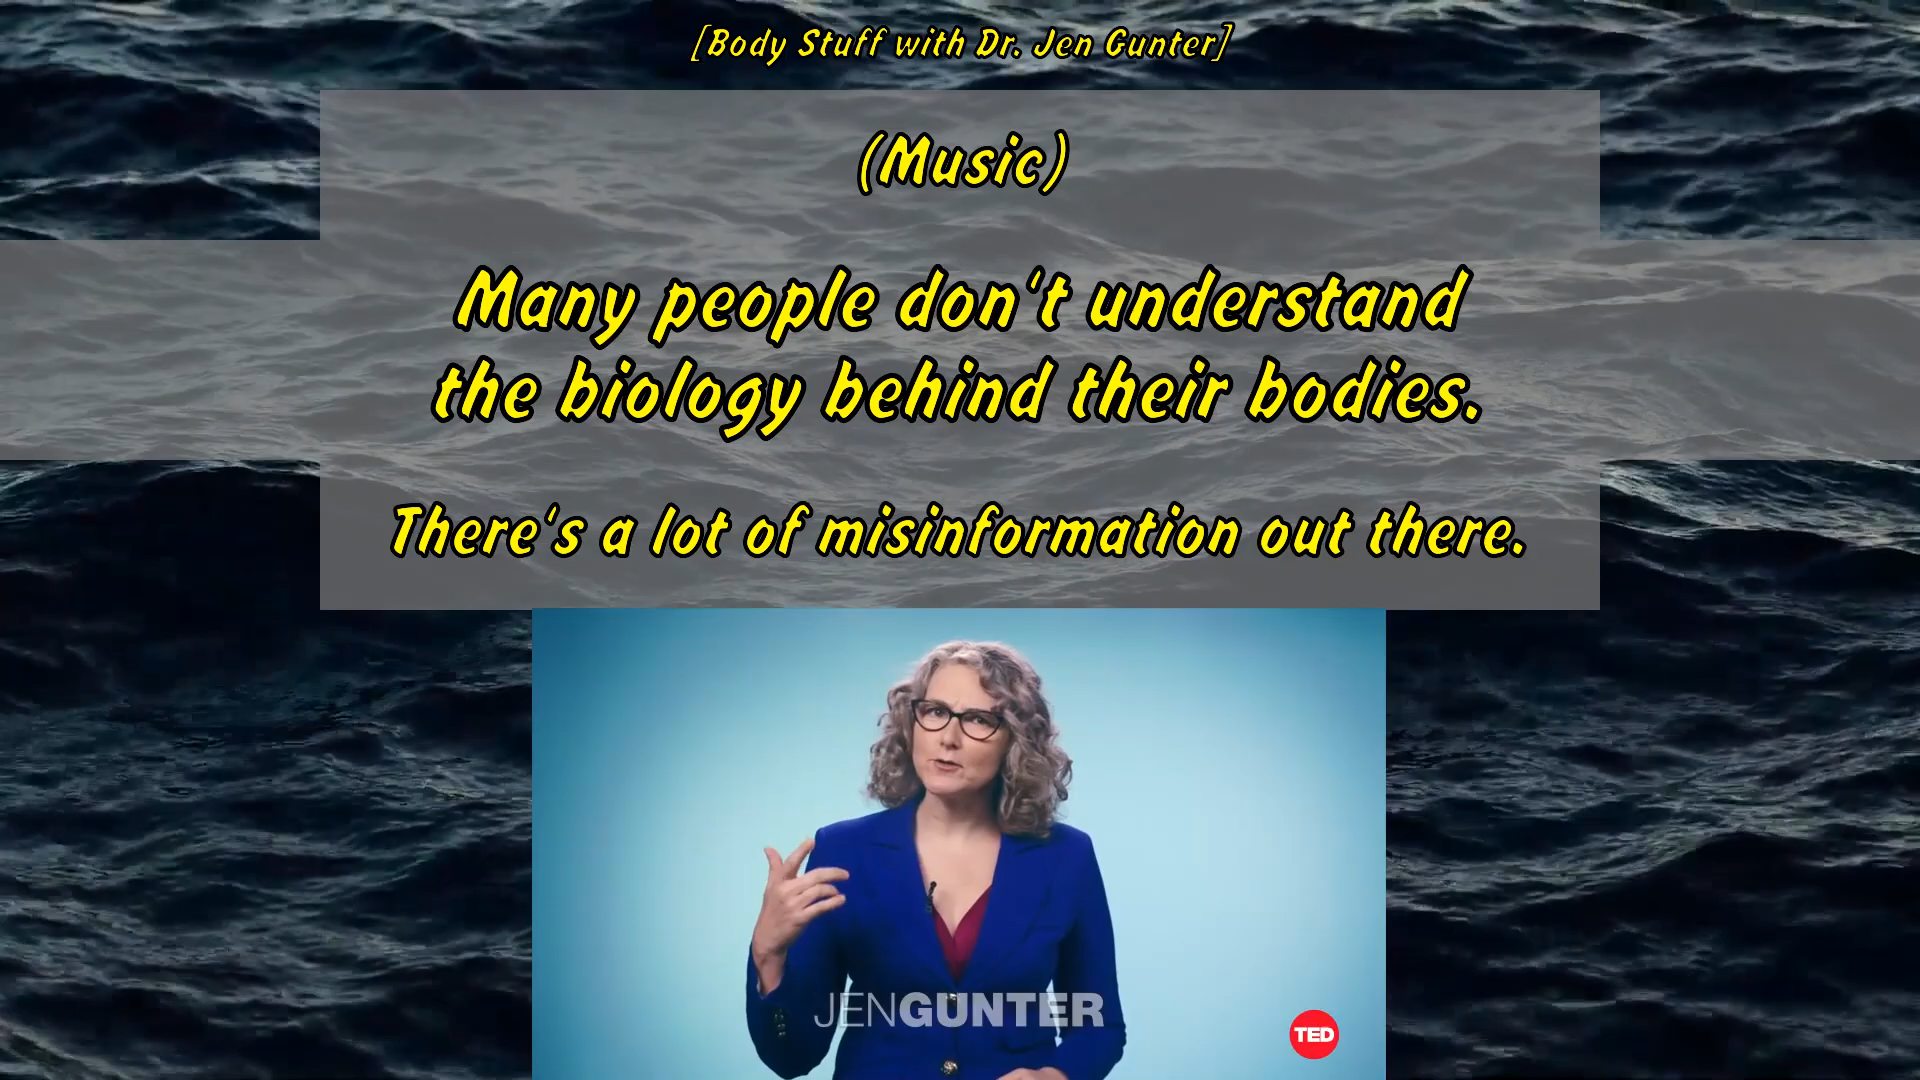 [Body Stuff with Dr. Jen Gunter]
(Music)
Many people don't understand
the biology behind their bodies.
There's a lot of misinformation out there.
JENGUNTER
TED